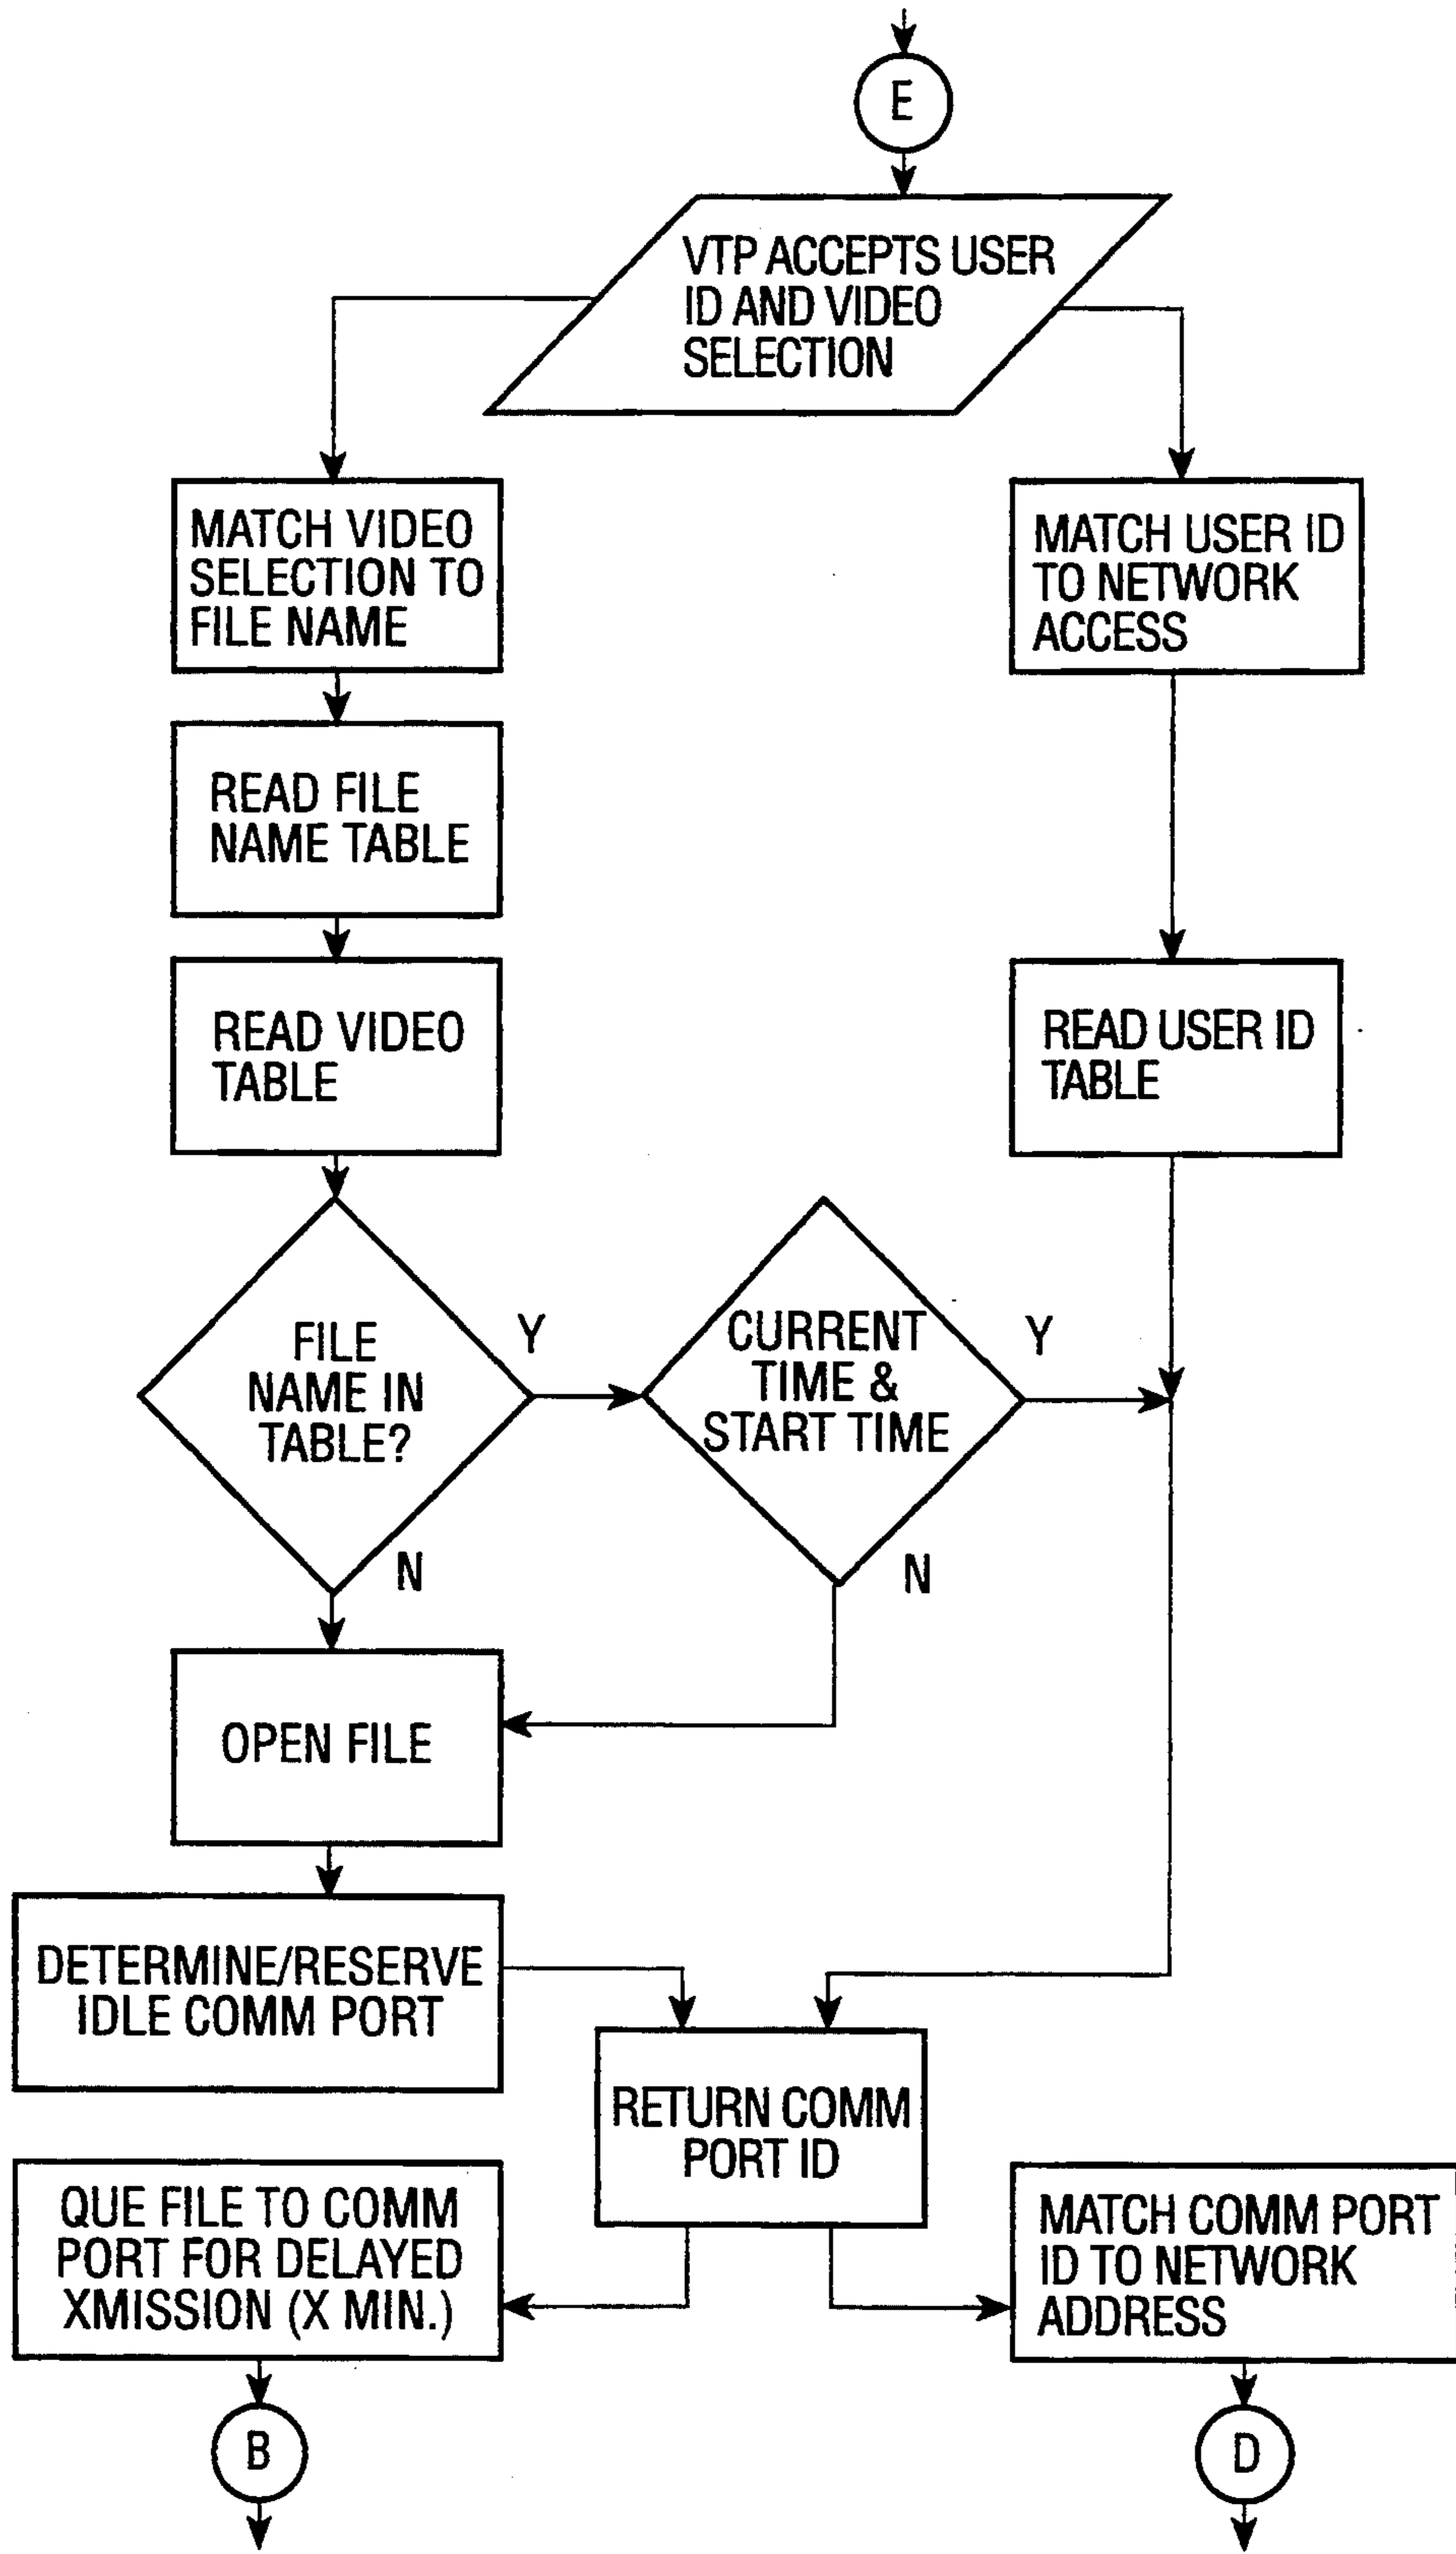 E
VTP ACCEPTS USER
ID AND VIDEO
SELECTION
MATCH VIDEO
SELECTION TO
FILE NAME
MATCH USER ID
TO NETWORK
ACCESS
READ FILE
NAME TABLE
READ VIDEO
TABLE
READ USER ID
TABLE
FILE
NAME IN
TABLE?
Y
N
CURRENT
TIME &
START TIME
Y
N
OPEN FILE
DETERMINE/RESERVE
IDLE COMM PORT
RETURN COMM
PORT ID
QUE FILE TO COMM
PORT FOR DELAYED
XMISSION (X MIN.)
MATCH COMM PORT
ID TO NETWORK
ADDRESS
B
D